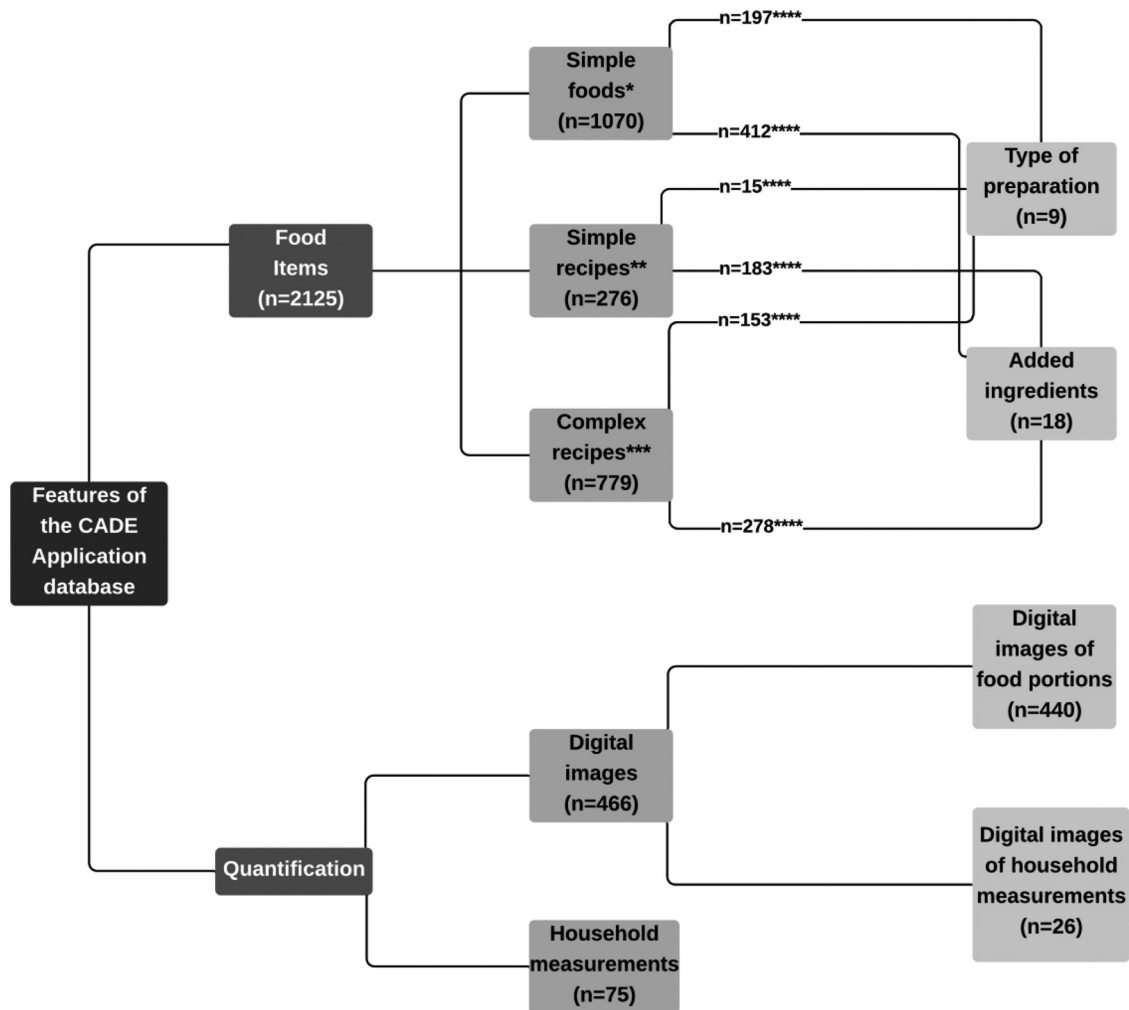 n=197****
Simple
foods*
(n=1070)
n=412****
Type of
preparation
(n=9)
n=15****
Simple
recipes**
(n=276)
Food
Items
(n=2125)
n=183****
n=153****
Added
ingredients
(n=18)
Complex
recipes***
(n=779)
n=278****
Features of
the CADE
Application
database
Digital
images of
food portions
(n=440)
Digital
images
(n=466)
Digital images
of household
measurements
(n=26)
Quantification
Household
measurements
(n=75)